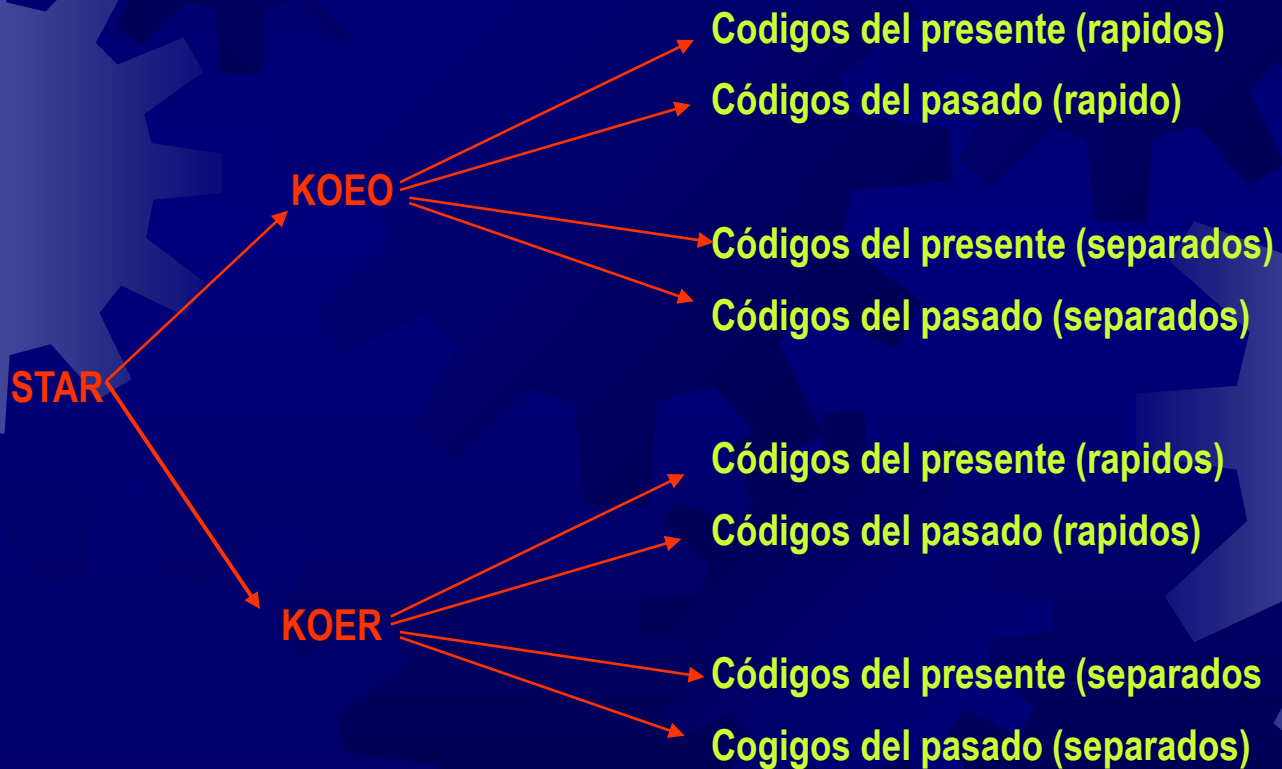 Codigos del presente (rapidos)
Códigos del pasado (rapido)
KOEO
Códigos del presente (separados)
Códigos del pasado (separados)
STAR
Códigos del presente (rapidos)
Códigos del pasado (rapidos)
KOER
Códigos del presente (separados
Cogigos del pasado (separados)